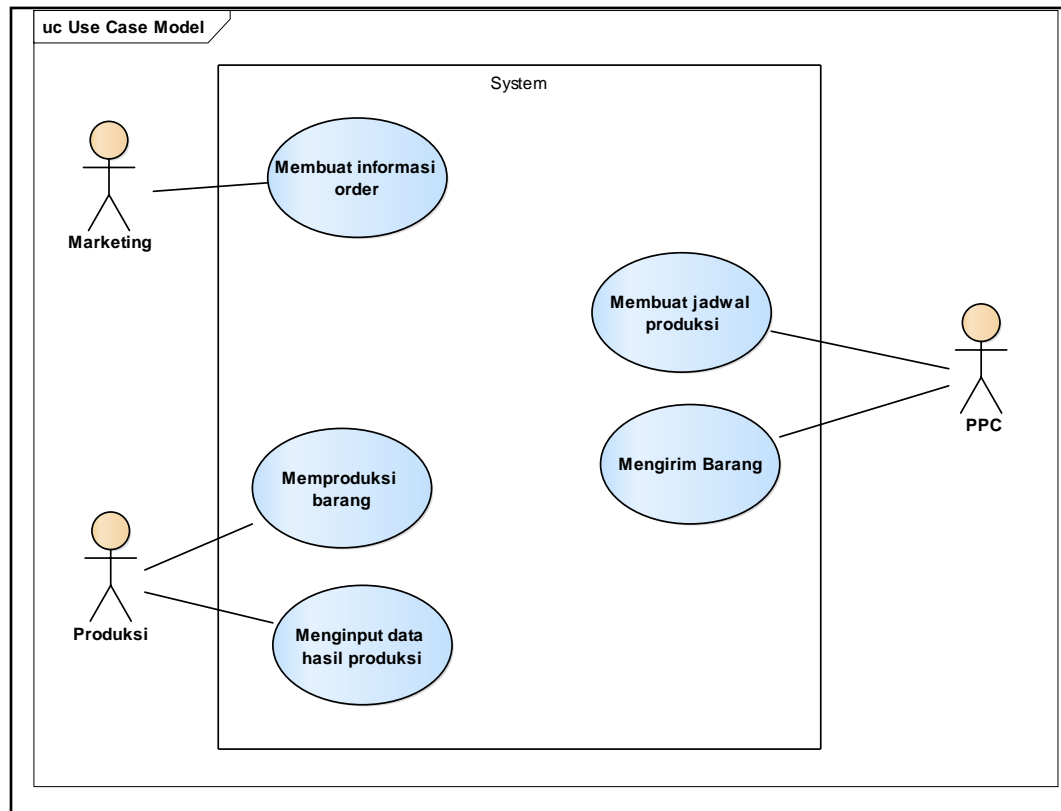 uc Use Case Model
System
Membuat informasi
order
Marketing
Membuat jadwal
produksi
PPC
Mengirim Barang
Memproduksi
barang
Produksi
Menginput data
hasil produksi